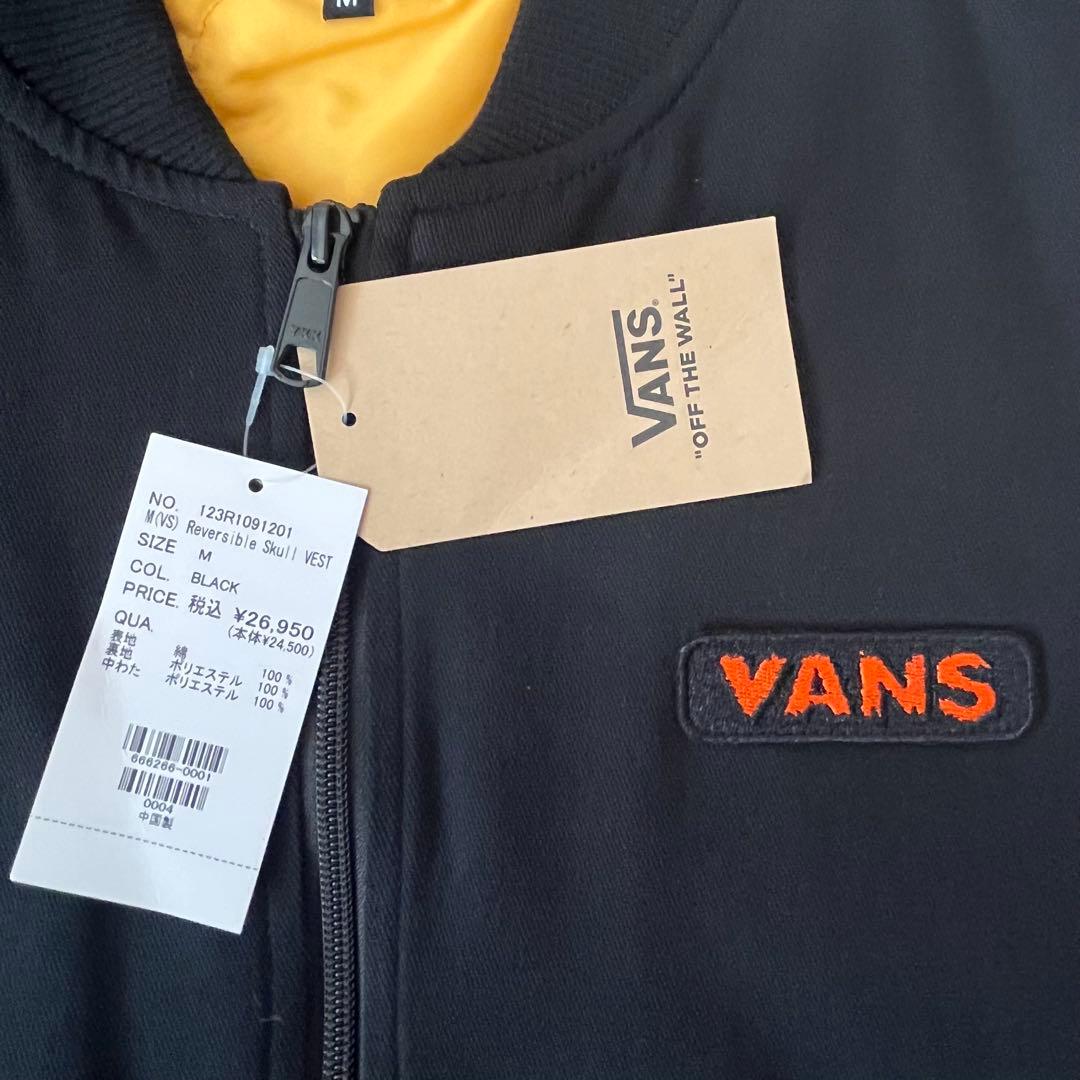 M
VANS
"OFF THE WALL"
NO. 123R1091201
M(VS) Reversible Skull VEST
SIZE M
COL. BLACK
PRICE. 税込 ¥26,950
(本体¥24,500)
QUA.
表地 綿 100%
裏地 ポリエステル 100%
中わた ポリエステル 100%
666266-0001
0004
中国製
VANS